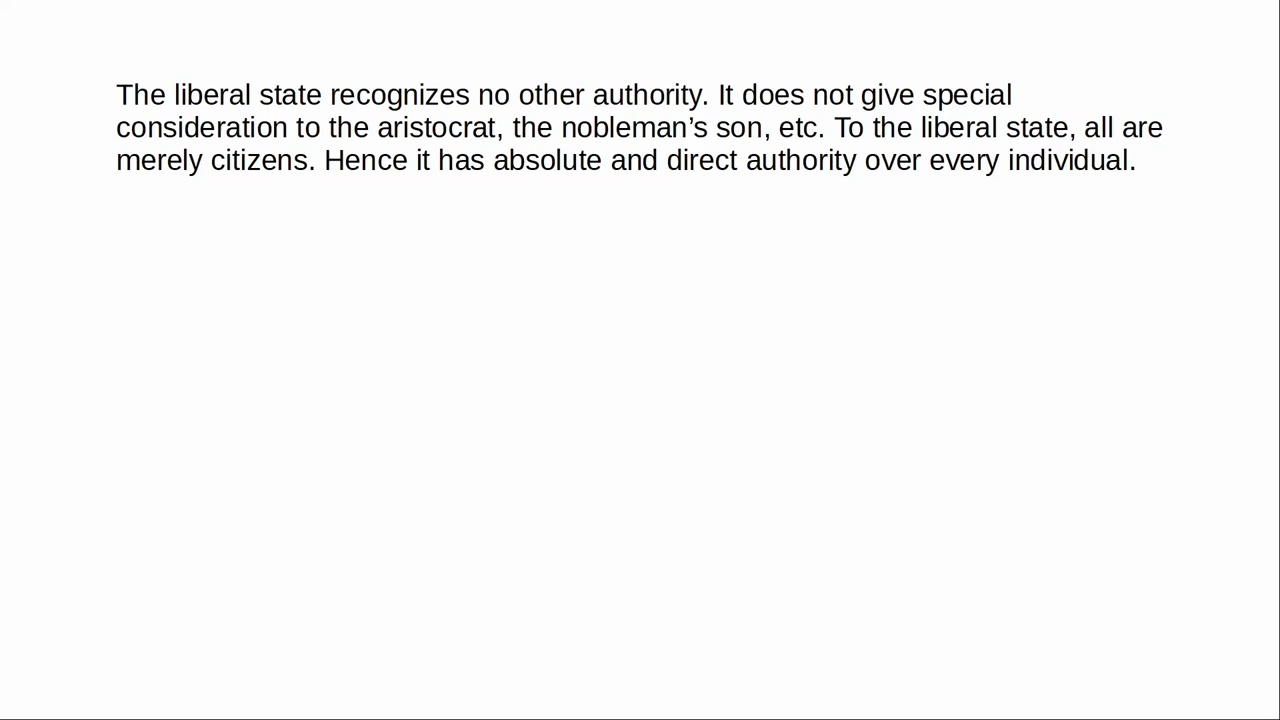 The liberal state recognizes no other authority. It does not give special
consideration to the aristocrat, the nobleman’s son, etc. To the liberal state, all are
merely citizens. Hence it has absolute and direct authority over every individual.